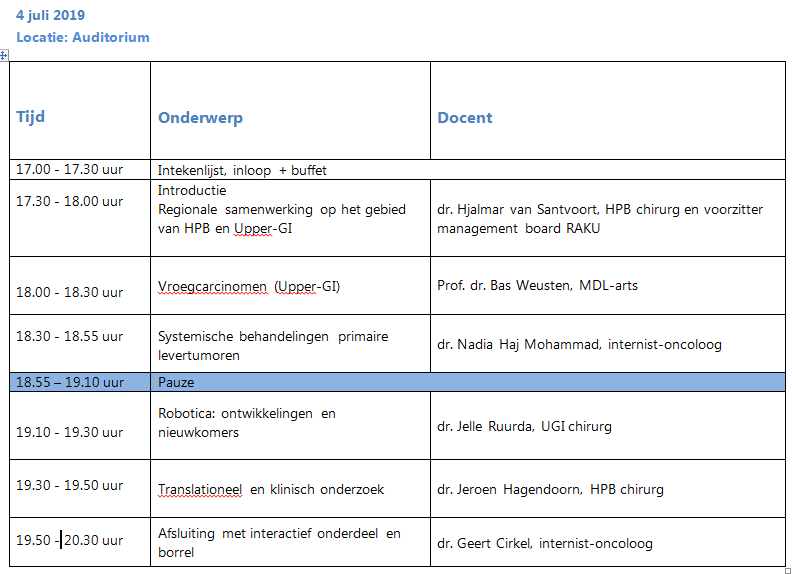 4 juli 2019
Locatie: Auditorium
Tijd Onderwerp Docent
17.00 - 17.30 uur Intekenlijst, inloop + buffet
17.30 - 18.00 uur Introductie
Regionale samenwerking op het gebied
van HPB en Upper-GI
dr. Hjalmar van Santvoort, HPB chirurg en voorzitter
management board RAKU
18.00 - 18.30 uur Vroegcarcinomen (Upper-GI) Prof. dr. Bas Weusten, MDL-arts
18.30 - 18.55 uur Systemische behandelingen primaire
levertumoren
dr. Nadia Haj Mohammad, internist-oncoloog
18.55 – 19.10 uur Pauze
19.10 - 19.30 uur Robotica: ontwikkelingen en
nieuwkomers
dr. Jelle Ruurda, UGI chirurg
19.30 - 19.50 uur Translationeel en klinisch onderzoek dr. Jeroen Hagendoorn, HPB chirurg
19.50 - 20.30 uur Afsluiting met interactief onderdeel en
borrel
dr. Geert Cirkel, internist-oncoloog